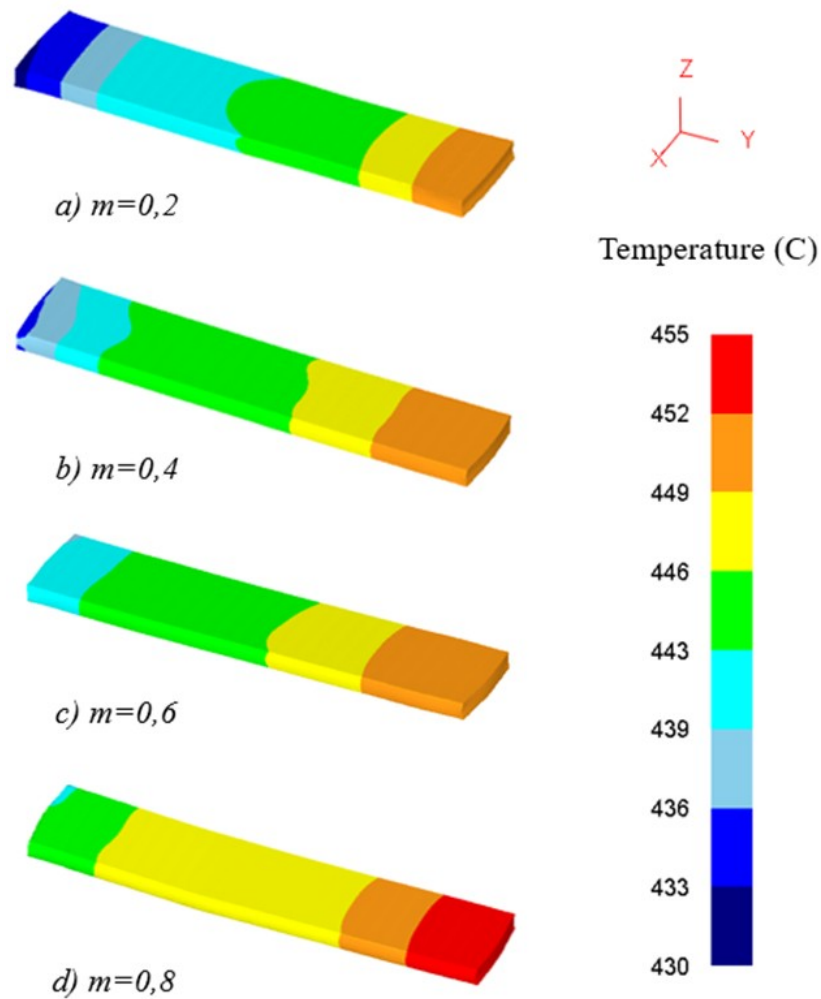 Z
Y
X
a) m=0,2
Temperature (C)
455
452
449
446
443
439
436
433
430
b) m=0,4
c) m=0,6
d) m=0,8